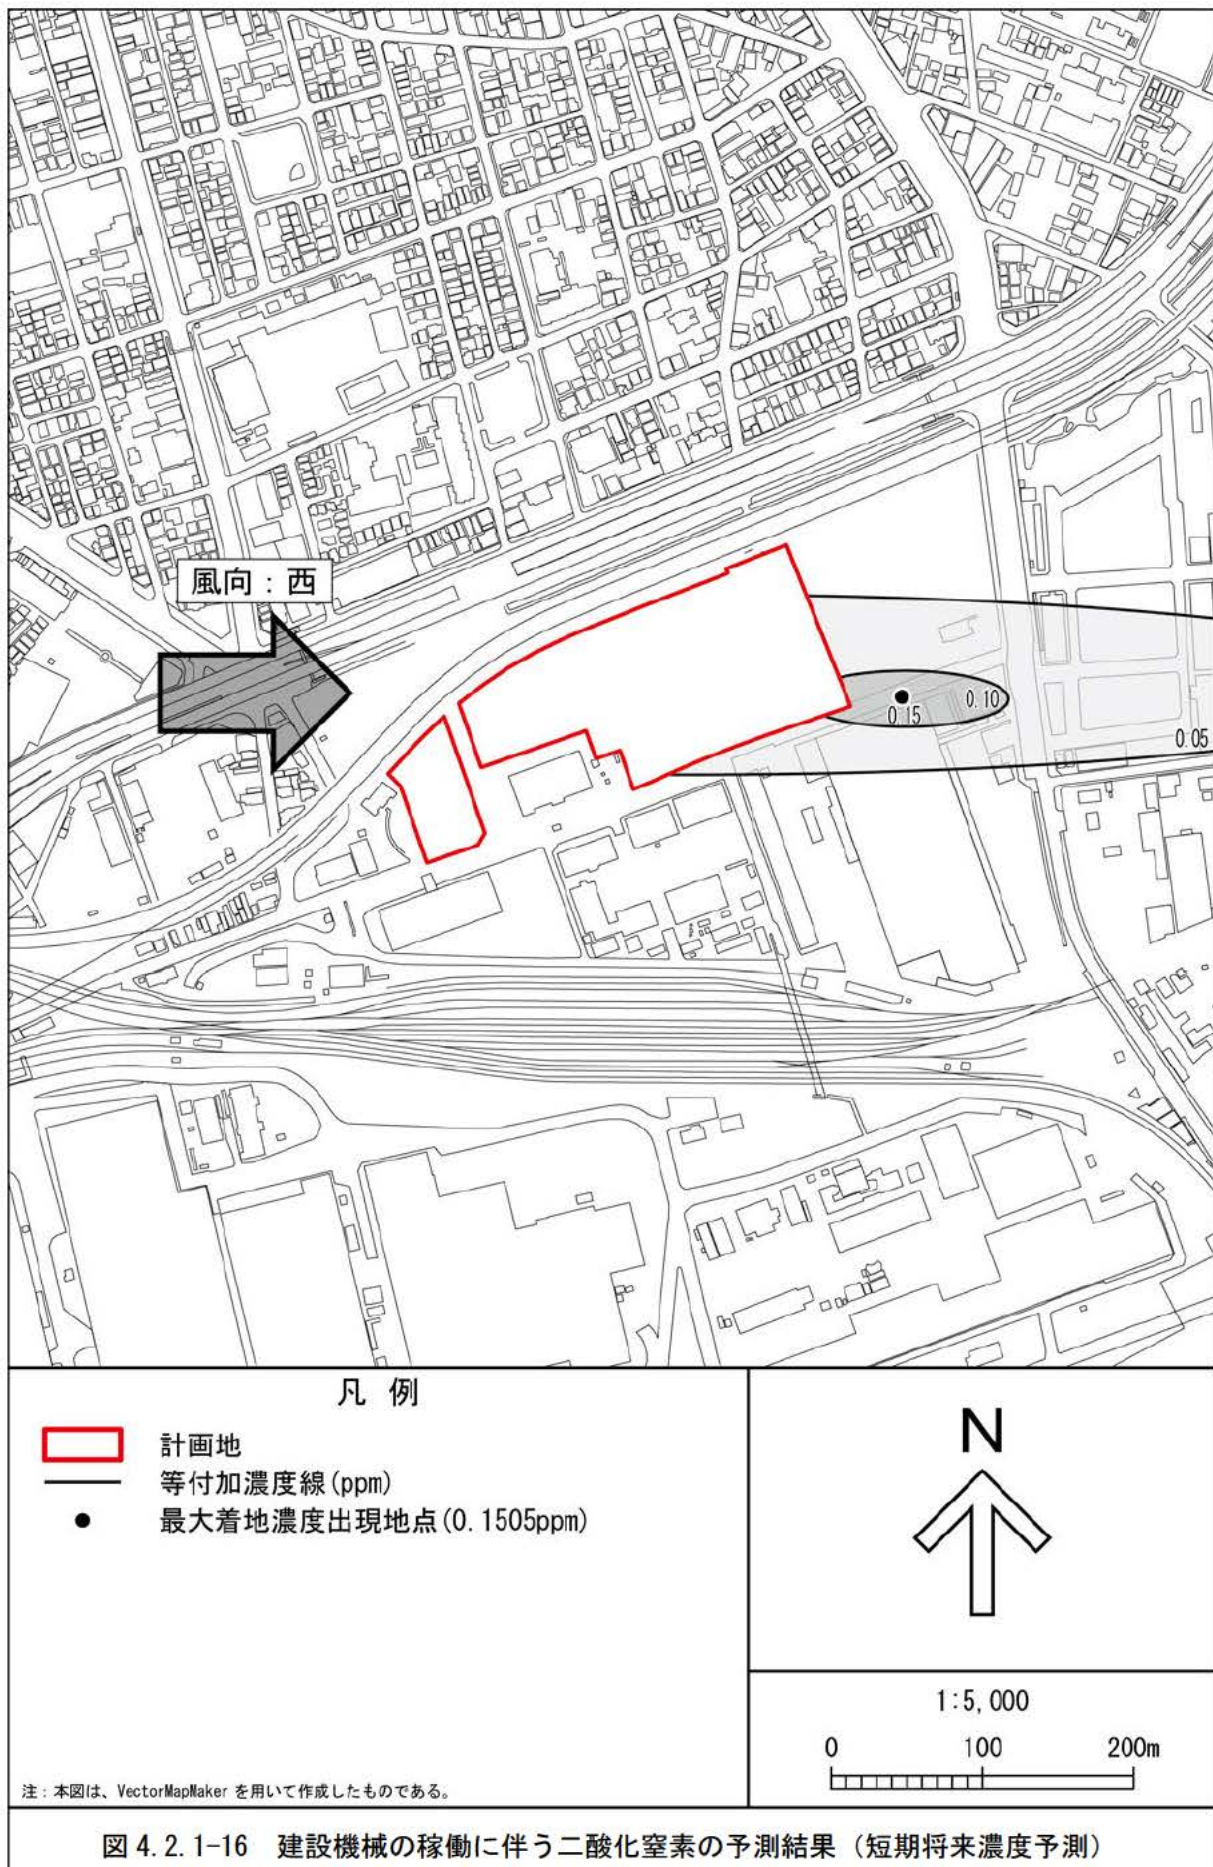 風向：西
0.15
0.10
0.05
凡 例
計画地
等付加濃度線(ppm)
最大着地濃度出現地点(0.1505ppm)
注：本図は、VectorMapMaker を用いて作成したものである。
N
1:5,000
0 100 200m
図 4.2.1-16 建設機械の稼働に伴う二酸化窒素の予測結果（短期将来濃度予測）